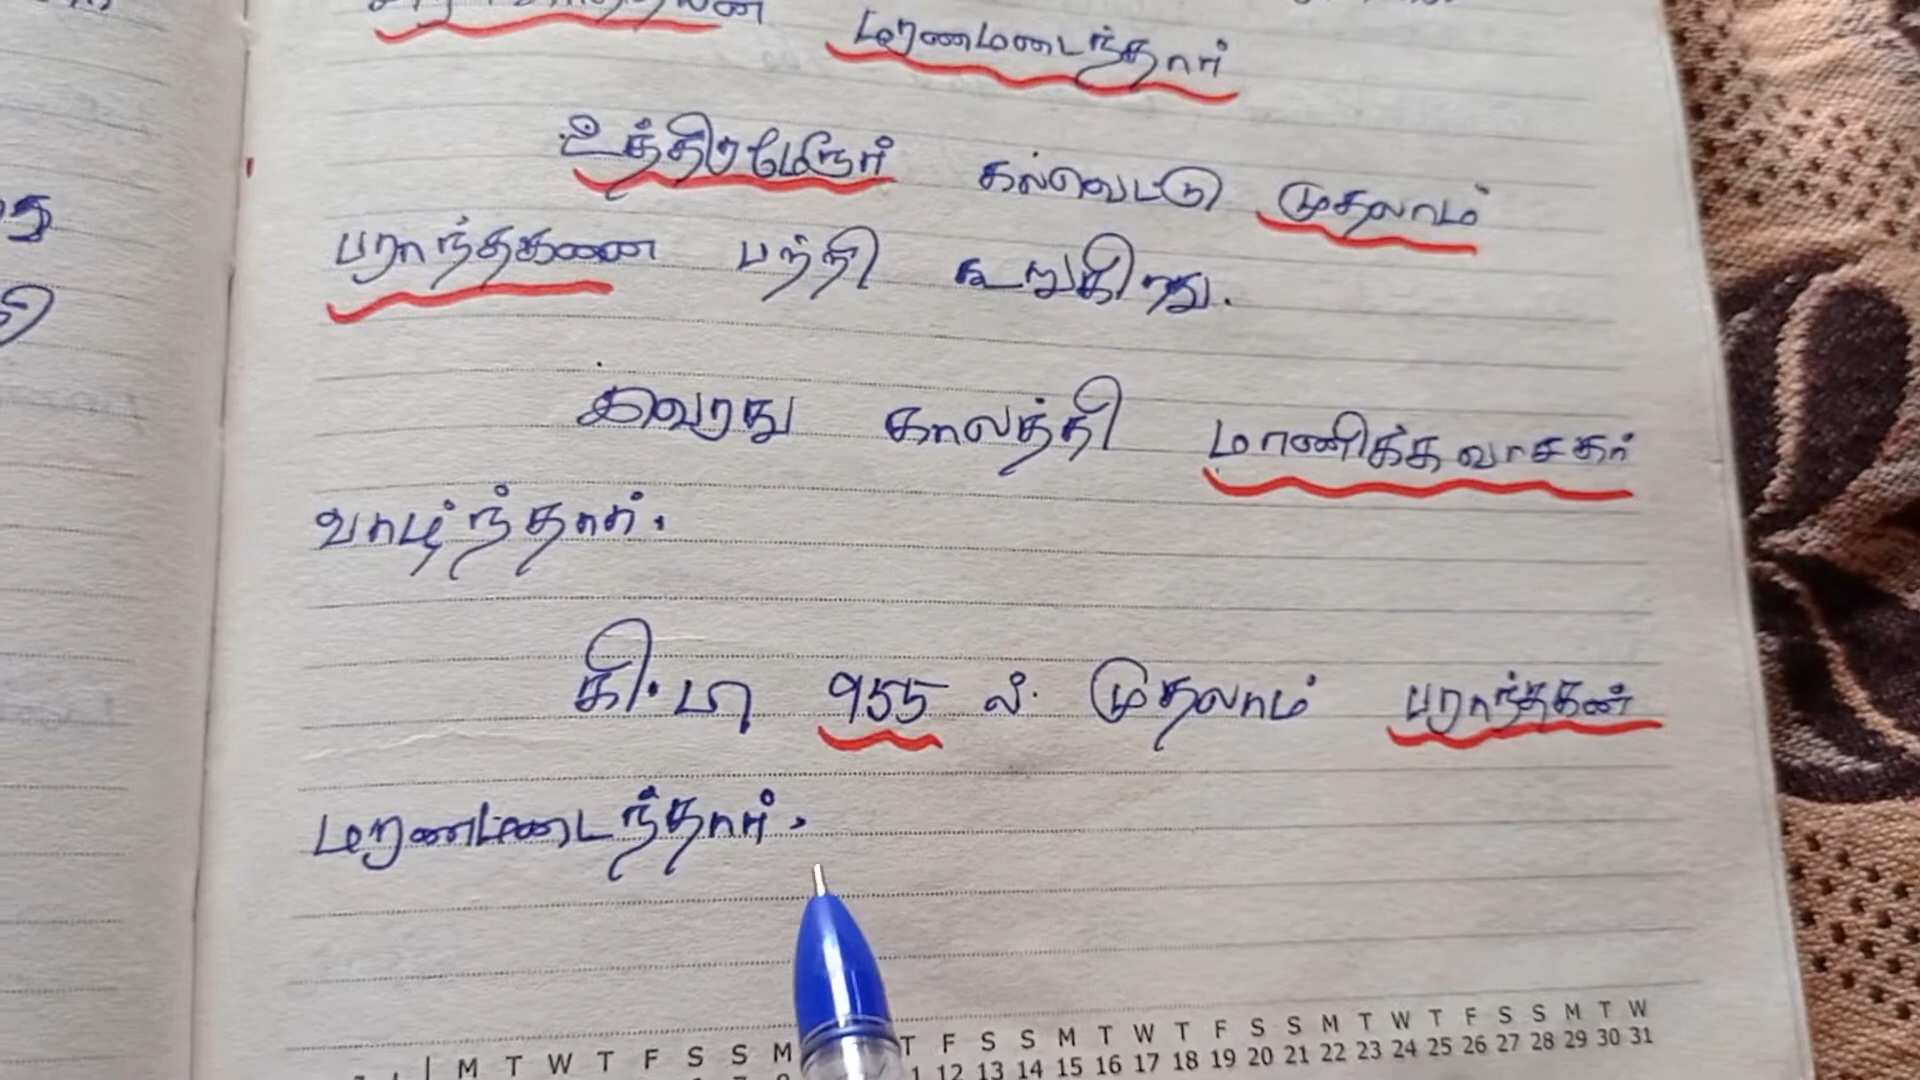 மரணமடைந்தார்
உத்திரமேரூர் கல்வெட்டு முதலாம்
பராந்தகனை பற்றி கூறுகிறது.
இவரது காலத்தி மாணிக்கவாசகர்
வாழ்ந்தார்.
கி.பா 955 ல் முதலாம் பராந்தகன்
மரணமடைந்தார்.
M T W T F S S M T F S S M T W T F S S M T W T F S S M T W
11 12 13 14 15 16 17 18 19 20 21 22 23 24 25 26 27 28 29 30 31